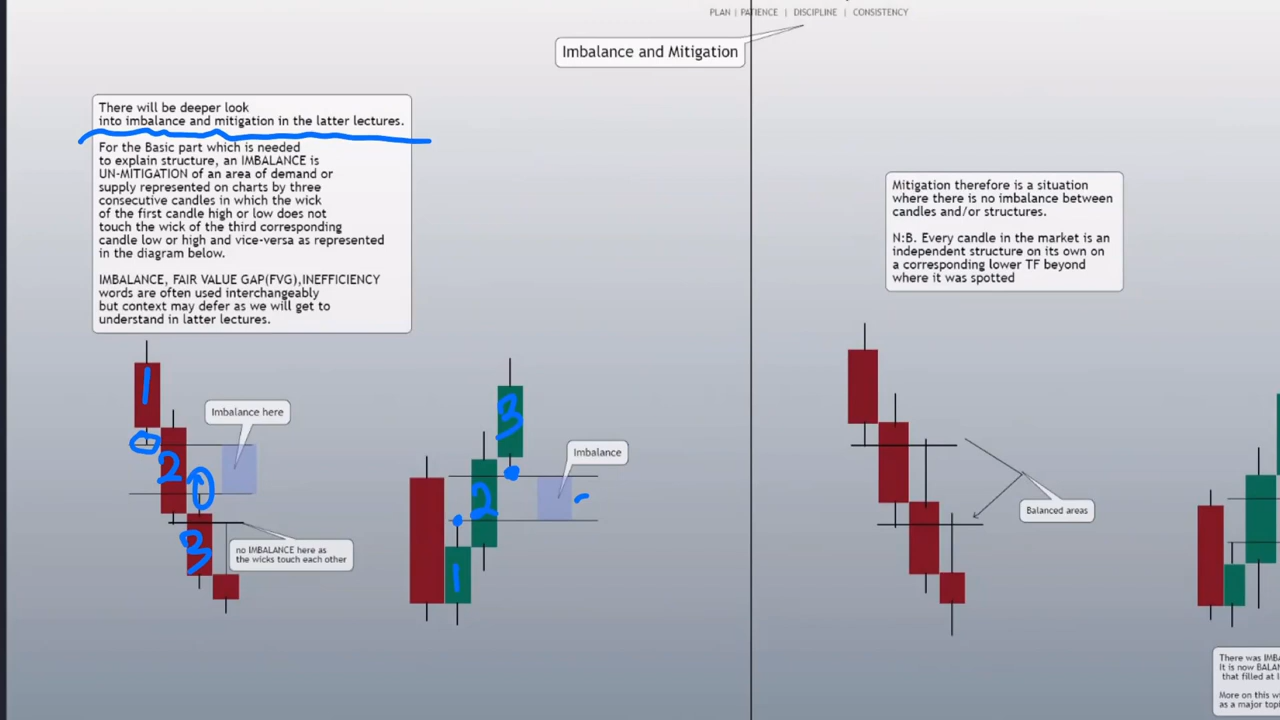 PLAN | PATIENCE | DISCIPLINE | CONSISTENCY
Imbalance and Mitigation
There will be deeper look
into imbalance and mitigation in the latter lectures.
For the Basic part which is needed
to explain structure, an IMBALANCE is
UN-MITIGATION of an area of demand or
supply represented on charts by three
consecutive candles in which the wick
of the first candle high or low does not
touch the wick of the third corresponding
candle low or high and vice-versa as represented
in the diagram below.
IMBALANCE, FAIR VALUE GAP(FVG),INEFFICIENCY
words are often used interchangeably
but context may defer as we will get to
understand in latter lectures.
Mitigation therefore is a situation
where there is no imbalance between
candles and/or structures.
N:B. Every candle in the market is an
independent structure on its own on
a corresponding lower TF beyond
where it was spotted
1
2
3
Imbalance here
no IMBALANCE here as
the wicks touch each other
1
2
3
Imbalance
Balanced areas
There was
It is now
that filled at
More on this
as a major